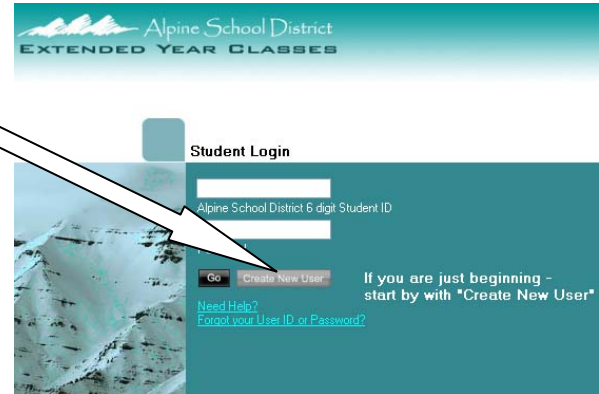 Alpine School District
EXTENDED YEAR CLASSES
Student Login
Alpine School District 6 digit Student ID
Go Create New User
If you are just beginning -
start by with "Create New User"
Need Help?
Forgot your User ID or Password?